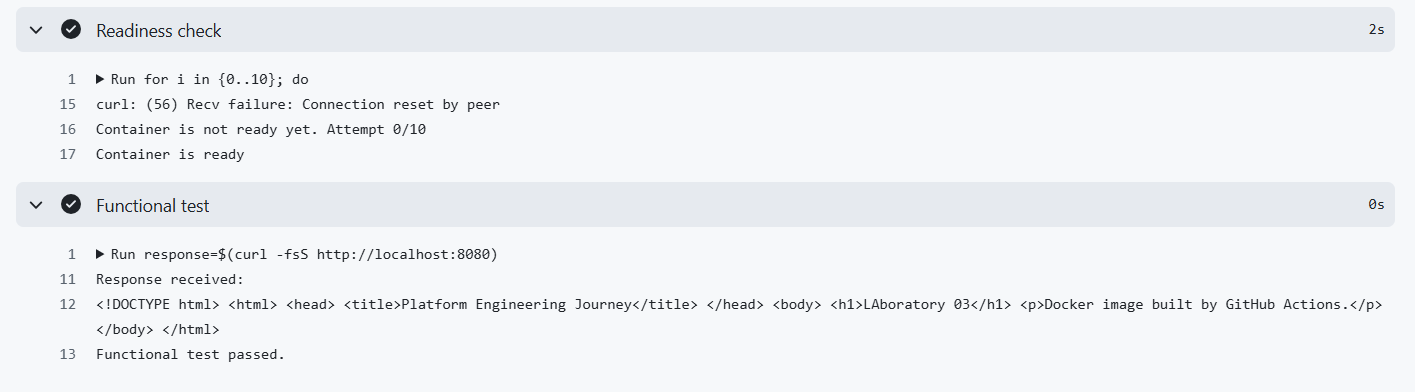 Readiness check 2s
1 Run for i in {0..10}; do
15 curl: (56) Recv failure: Connection reset by peer
16 Container is not ready yet. Attempt 0/10
17 Container is ready
Functional test 0s
1 Run response=$(curl -fsS http://localhost:8080)
11 Response received:
12 <!DOCTYPE html> <html> <head> <title>Platform Engineering Journey</title> </head> <body> <h1>LAboratory 03</h1> <p>Docker image built by GitHub Actions.</p>
</body> </html>
13 Functional test passed.